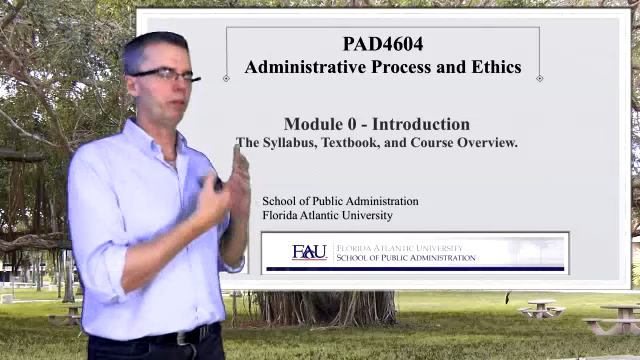 PAD4604
Administrative Process and Ethics
Module 0 - Introduction
The Syllabus, Textbook, and Course Overview.
School of Public Administration
Florida Atlantic University
FAU
FLORIDA ATLANTIC UNIVERSITY
SCHOOL OF PUBLIC ADMINISTRATION